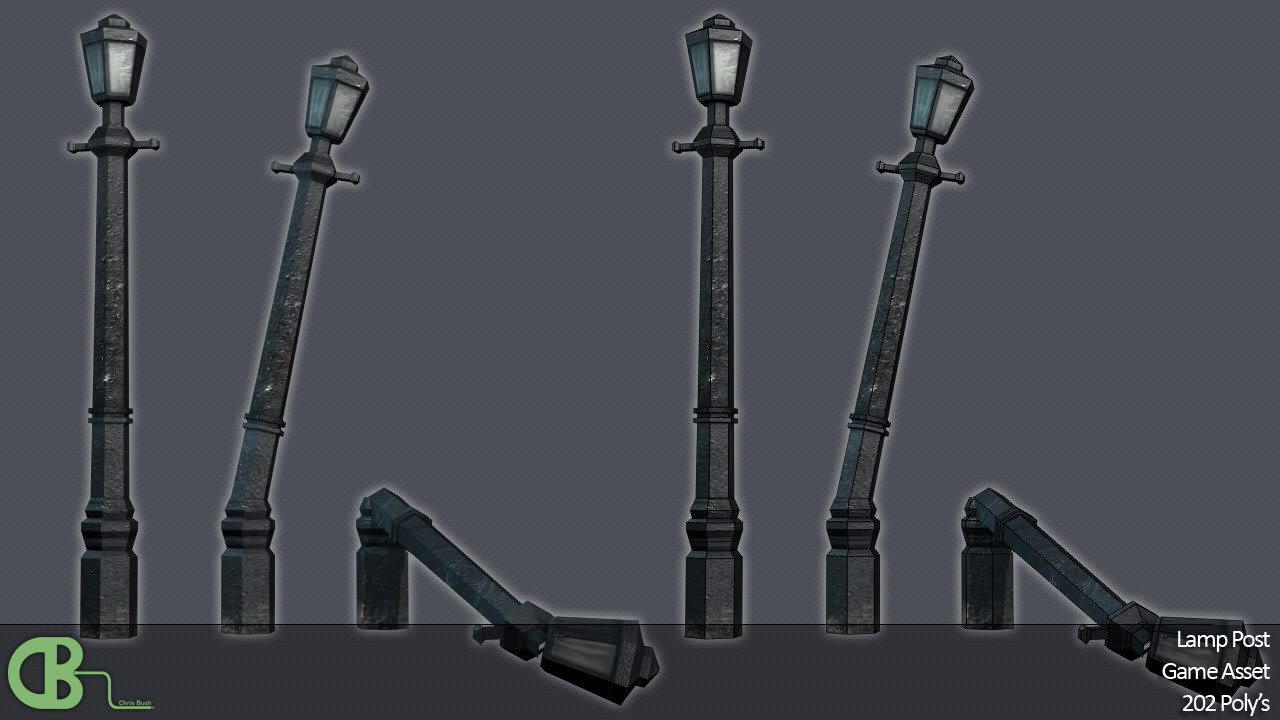 Lamp Post
Game Asset
202 Poly's
CB
Chris Bush